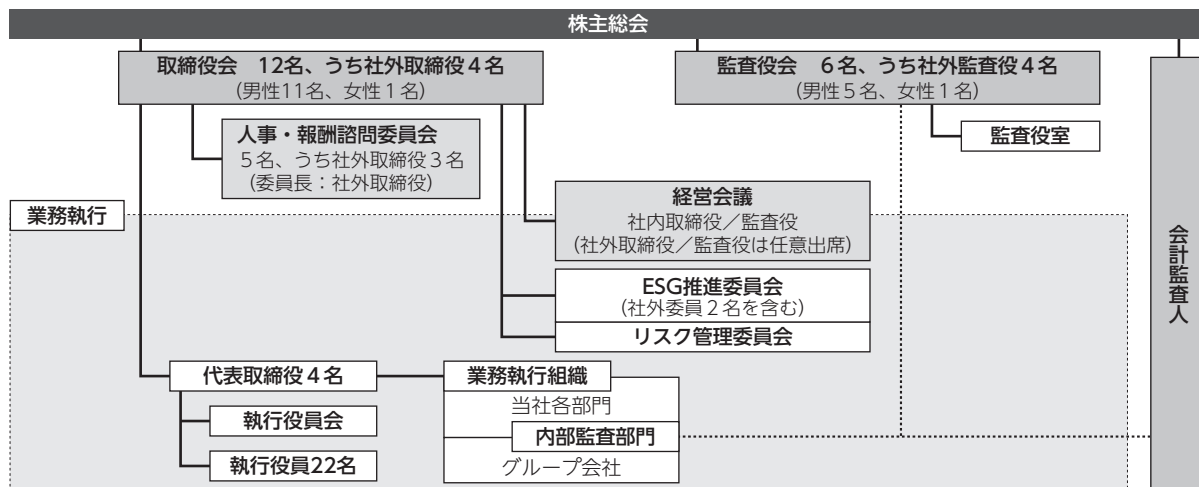 株主総会
取締役会　12名、うち社外取締役４名
(男性11名、女性１名)
監査役会　６名、うち社外監査役４名
(男性５名、女性１名)
人事・報酬諮問委員会
５名、うち社外取締役３名
(委員長：社外取締役)
監査役室
会計監査人
業務執行
経営会議
社内取締役／監査役
(社外取締役／監査役は任意出席)
ESG推進委員会
(社外委員２名を含む)
リスク管理委員会
代表取締役４名
執行役員会
執行役員22名
業務執行組織
当社各部門
内部監査部門
グループ会社